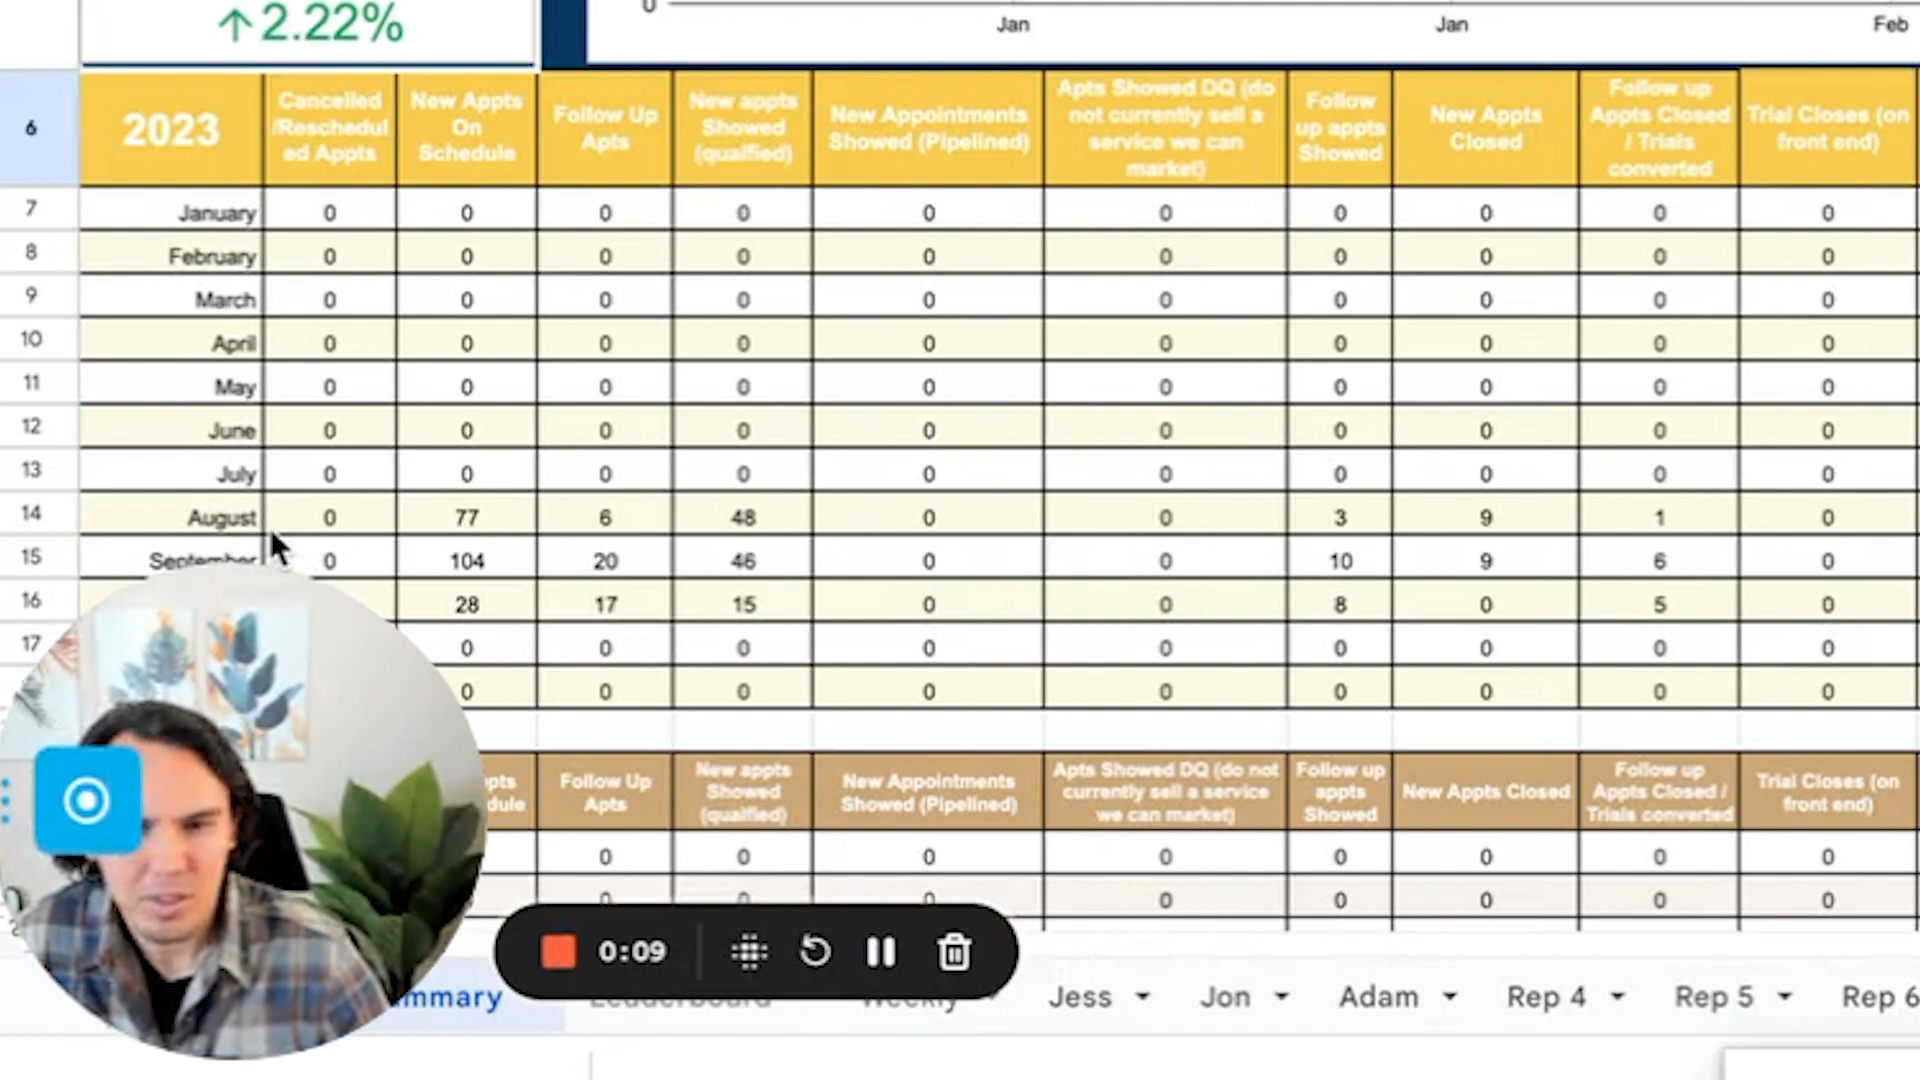 ↑2.22%
0
Jan Jan Feb
6 2023 Cancelled /Reschedul ed Appts New Appts On Schedule Follow Up Apts New appts Showed (qualfied) New Appointments Showed (Pipelined) Apts Showed DQ (do not currently sell a service we can market) Follow up appts Showed New Appts Closed Follow up Appts Closed / Trials converted Trial Closes (on front end)
7 January 0 0 0 0 0 0 0 0 0 0
8 February 0 0 0 0 0 0 0 0 0 0
9 March 0 0 0 0 0 0 0 0 0 0
10 April 0 0 0 0 0 0 0 0 0 0
11 May 0 0 0 0 0 0 0 0 0 0
12 June 0 0 0 0 0 0 0 0 0 0
13 July 0 0 0 0 0 0 0 0 0 0
14 August 0 77 6 48 0 0 3 9 1 0
15 September 0 104 20 46 0 0 10 9 6 0
16 28 17 15 0 0 8 0 5 0
17 0 0 0 0 0 0 0 0 0
0 0 0 0 0 0 0 0 0
Follow Up Apts New appts Showed (qualfied) New Appointments Showed (Pipelined) Apts Showed DQ (do not currently sell a service we can market) Follow up appts Showed New Appts Closed Follow up Appts Closed / Trials converted Trial Closes (on front end)
0 0 0 0 0 0 0 0
0 0 0 0 0 0 0 0
0:09
mmary Leaderboard Weekly Jess Jon Adam Rep 4 Rep 5 Rep 6